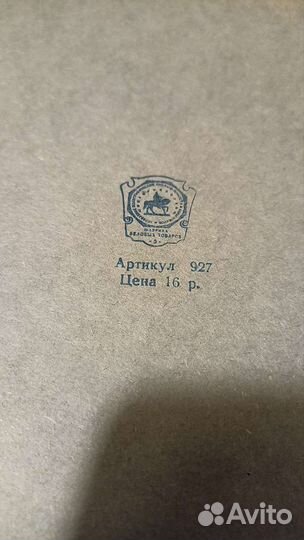 ФАБРИКА
БЕЛОВЫХ ТОВАРОВ
Артикул 927
Цена 16 р.
Avito